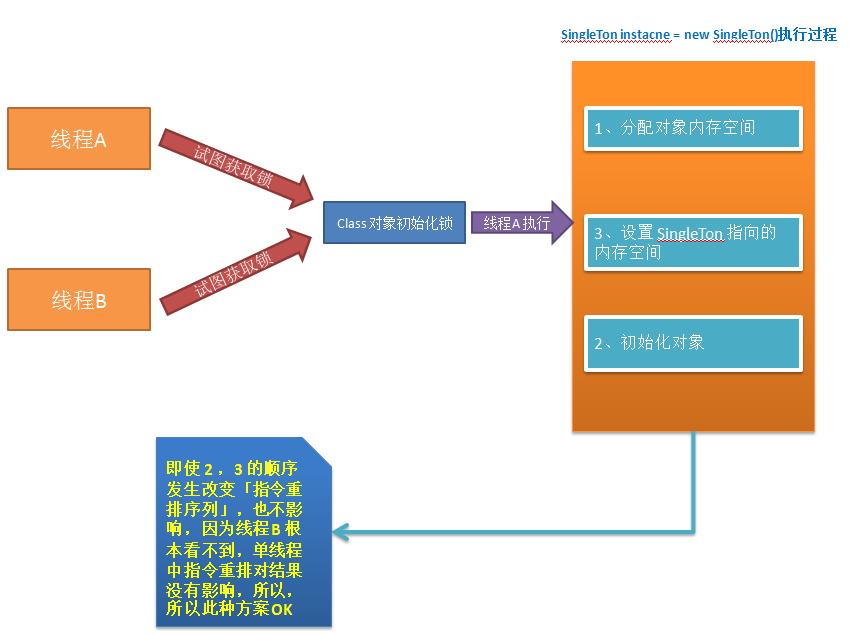 SingleTon instacne = new SingleTon()执行过程
线程A
试图获取锁
1、分配对象内存空间
Class 对象初始化锁
线程A 执行
3、设置 SingleTon 指向的
内存空间
线程B
试图获取锁
2、初始化对象
即使 2 ，3 的顺序
发生改变「指令重
排序列」，也不影
响，因为线程B 根
本看不到，单线程
中指令重排对结果
没有影响，所以，
所以此种方案OK